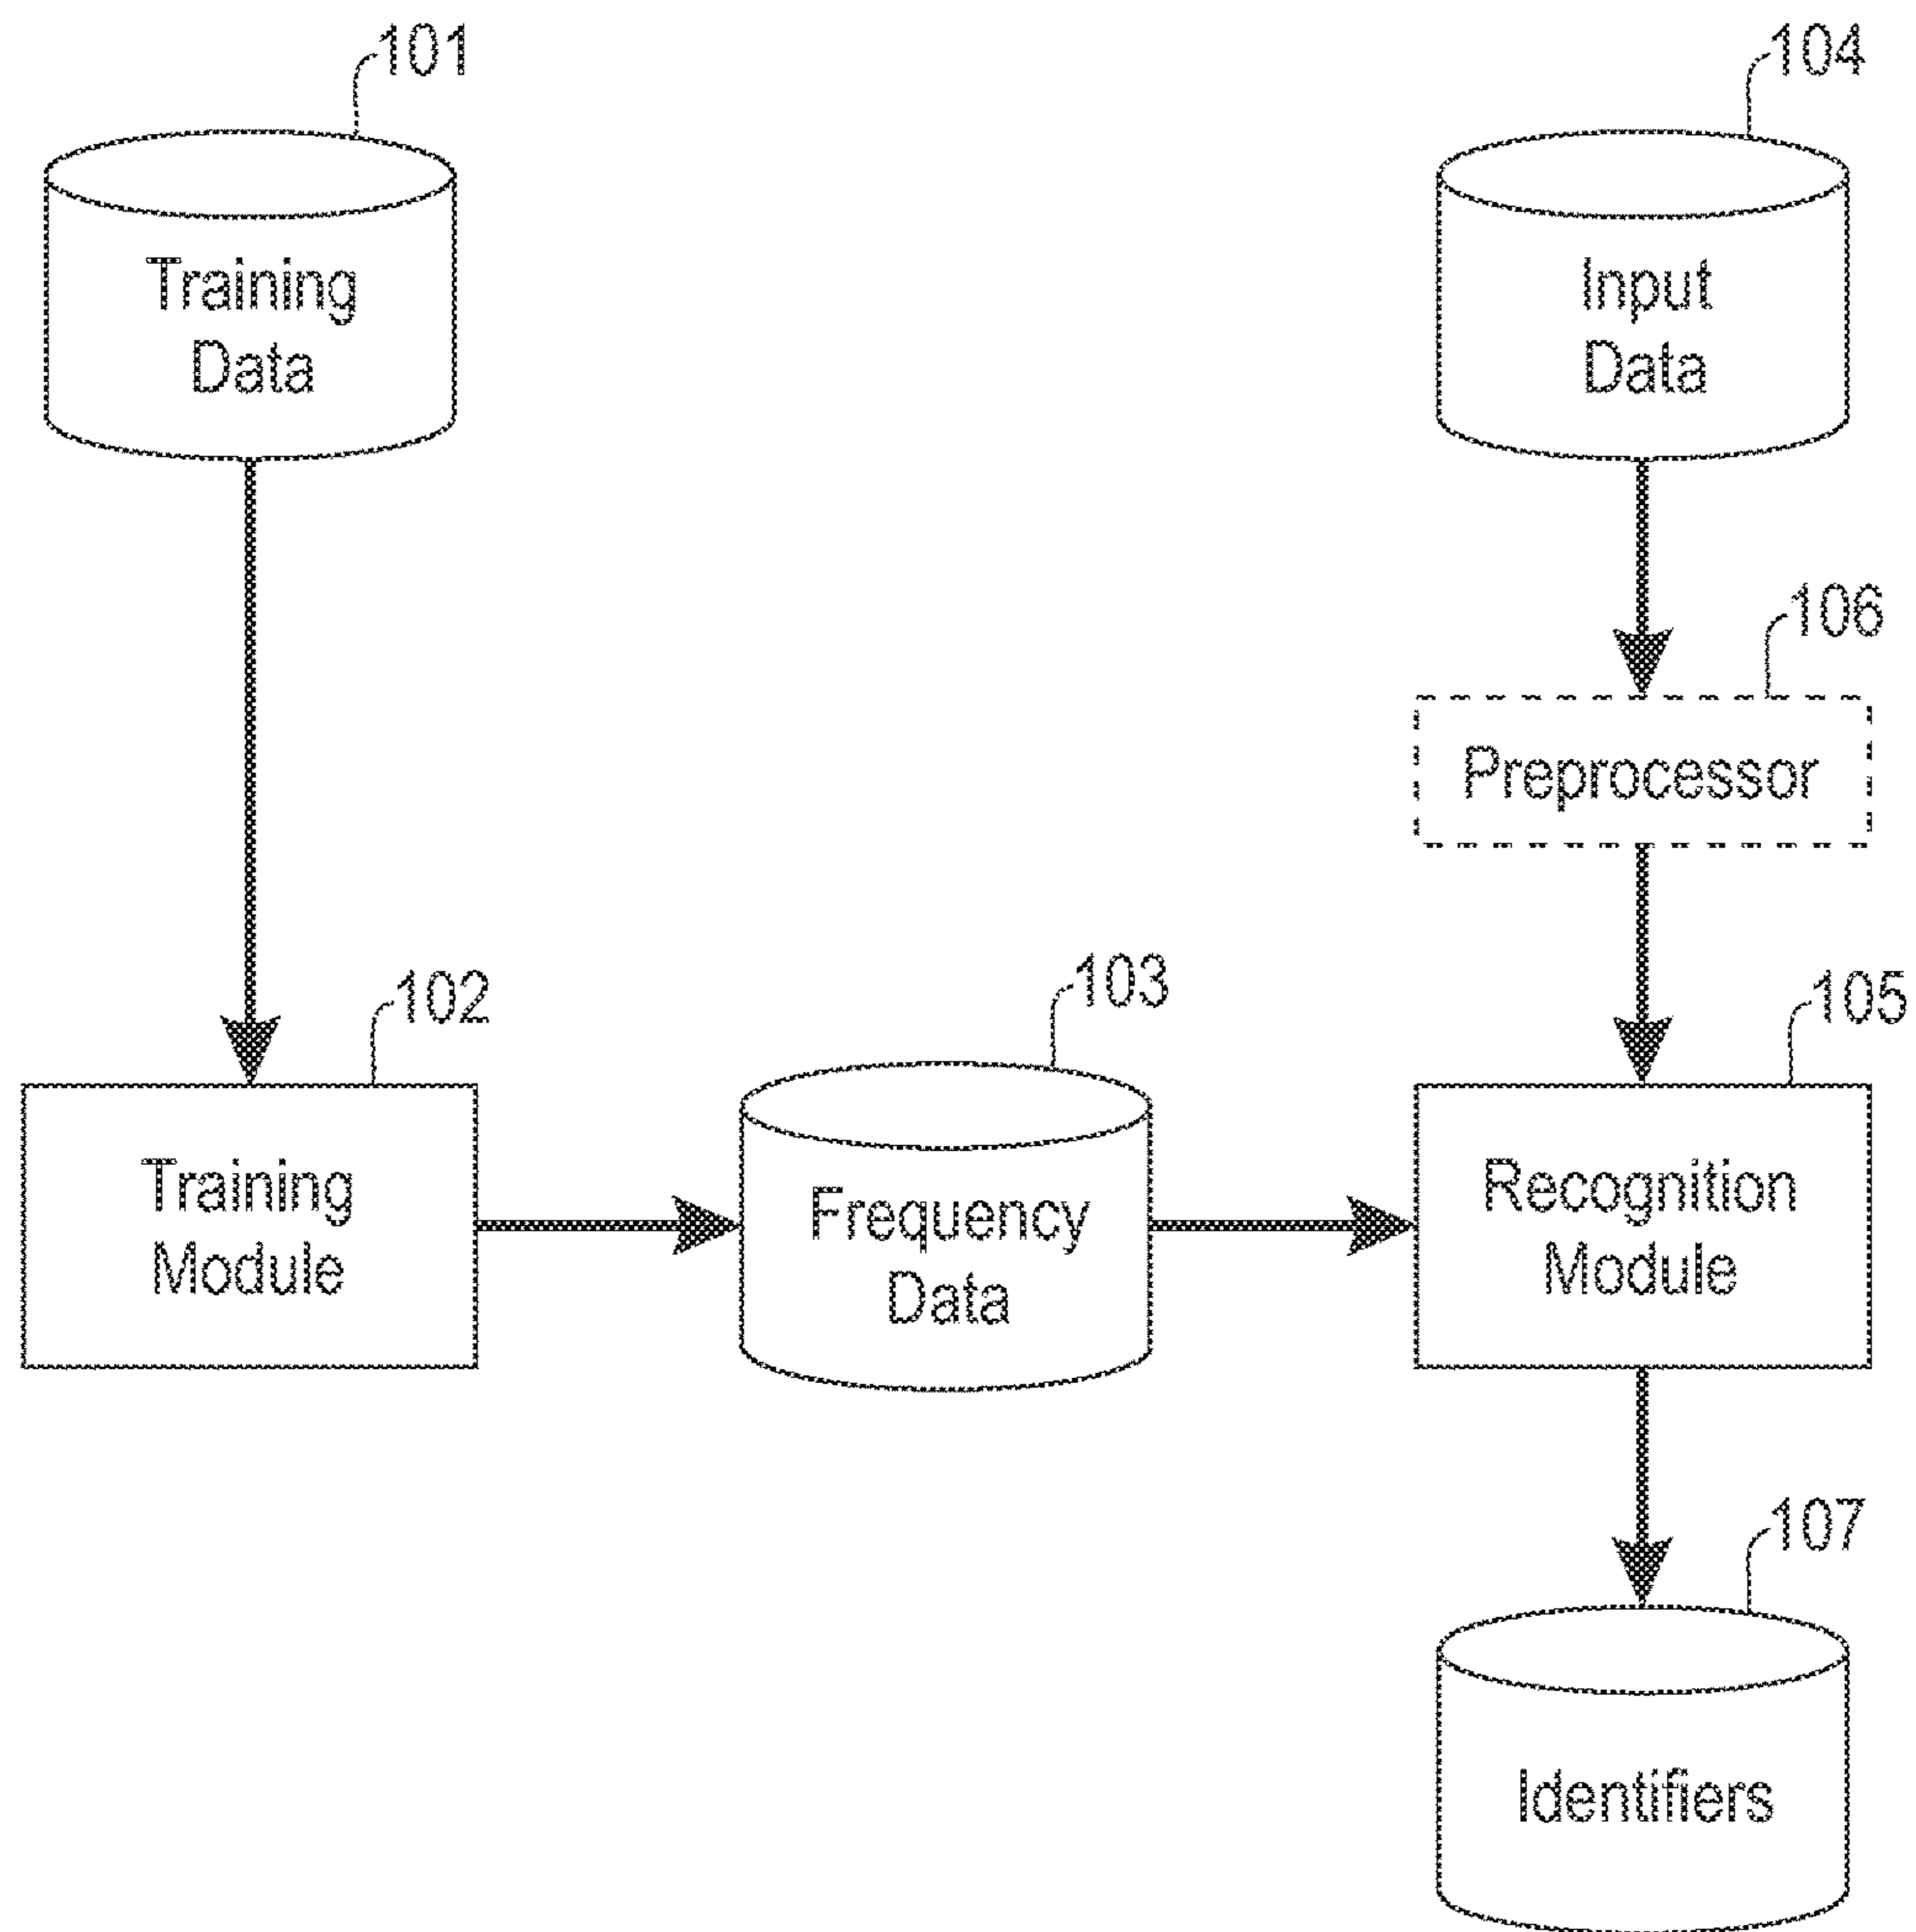 101
Training
Data
104
Input
Data
106
Preprocessor
102
Training
Module
103
Frequency
Data
105
Recognition
Module
107
Identifiers